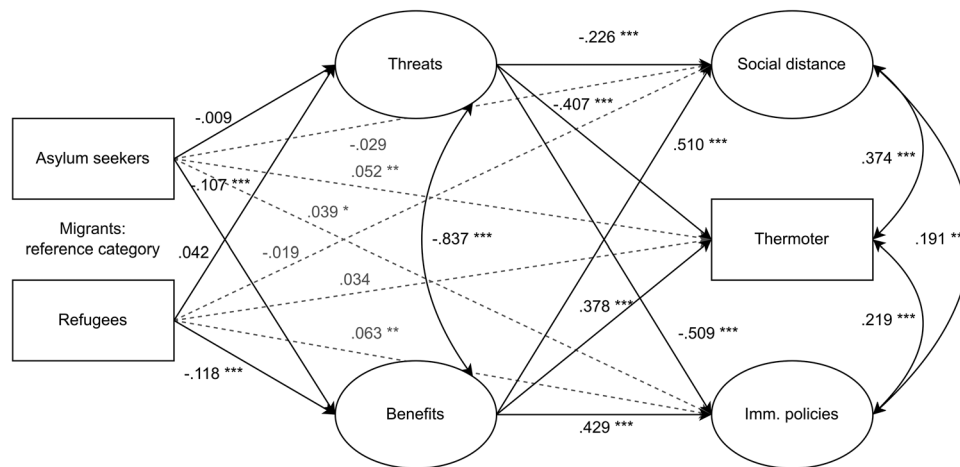 -.226 ***
Threats
Social distance
-.407 ***
-.009
-.029
.510 ***
.374 ***
Asylum seekers
.052 **
-.107 ***
.039 *
Migrants:
reference category
.042
-.019
-.837 ***
Thermoter
.191 **
.034
.378 ***
Refugees
.063 **
-.509 ***
.219 ***
-.118 ***
Benefits
.429 ***
Imm. policies